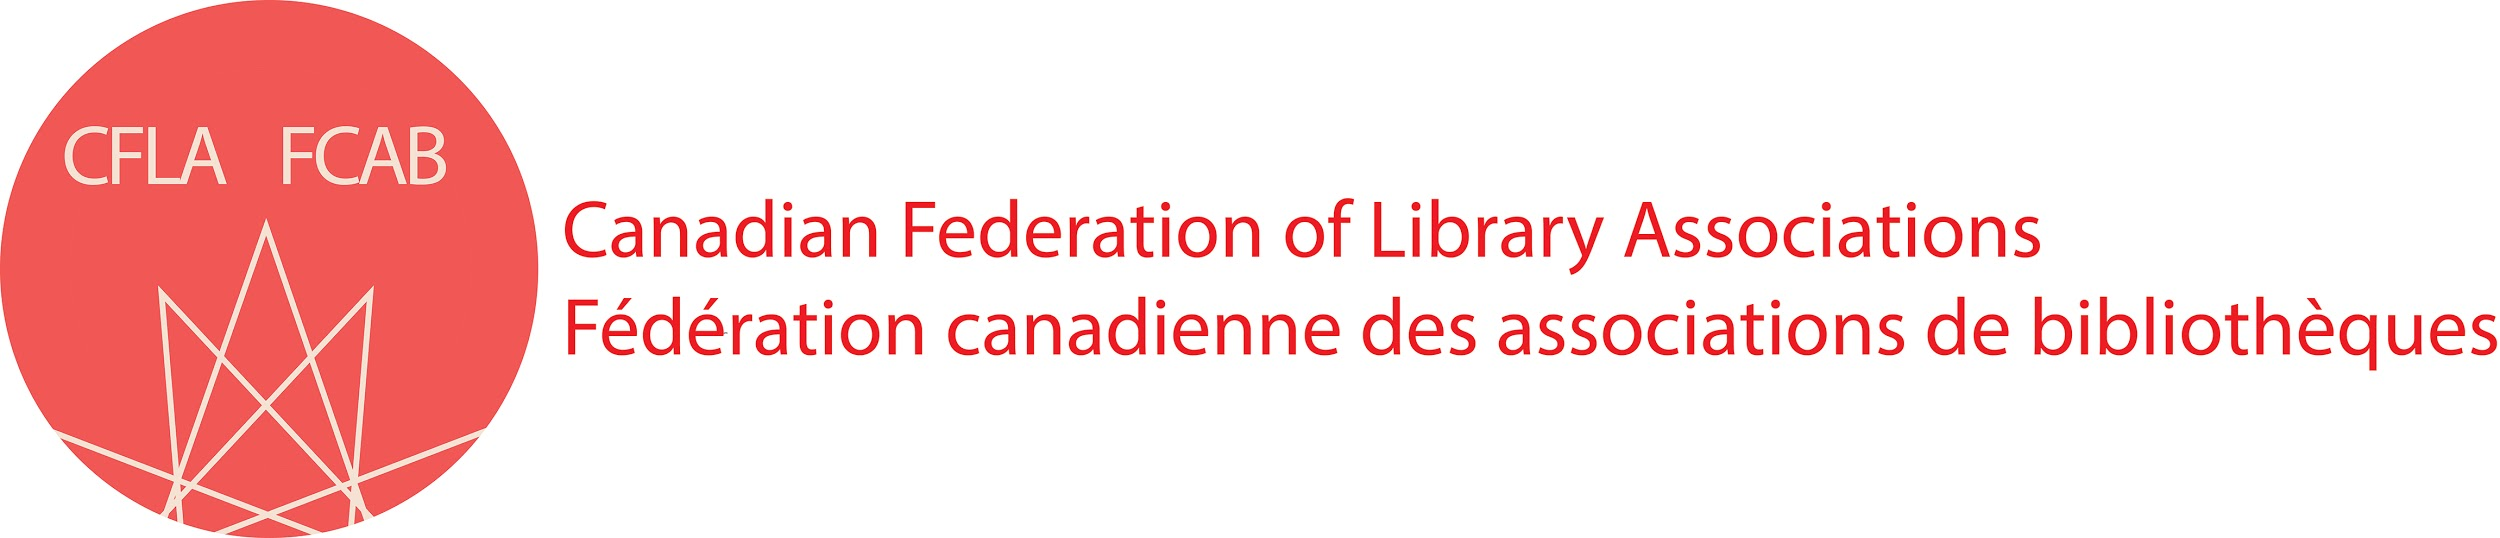 CFLA FCAB
Canadian Federation of Library Associations
Fédération canadienne des associations de bibliothèques